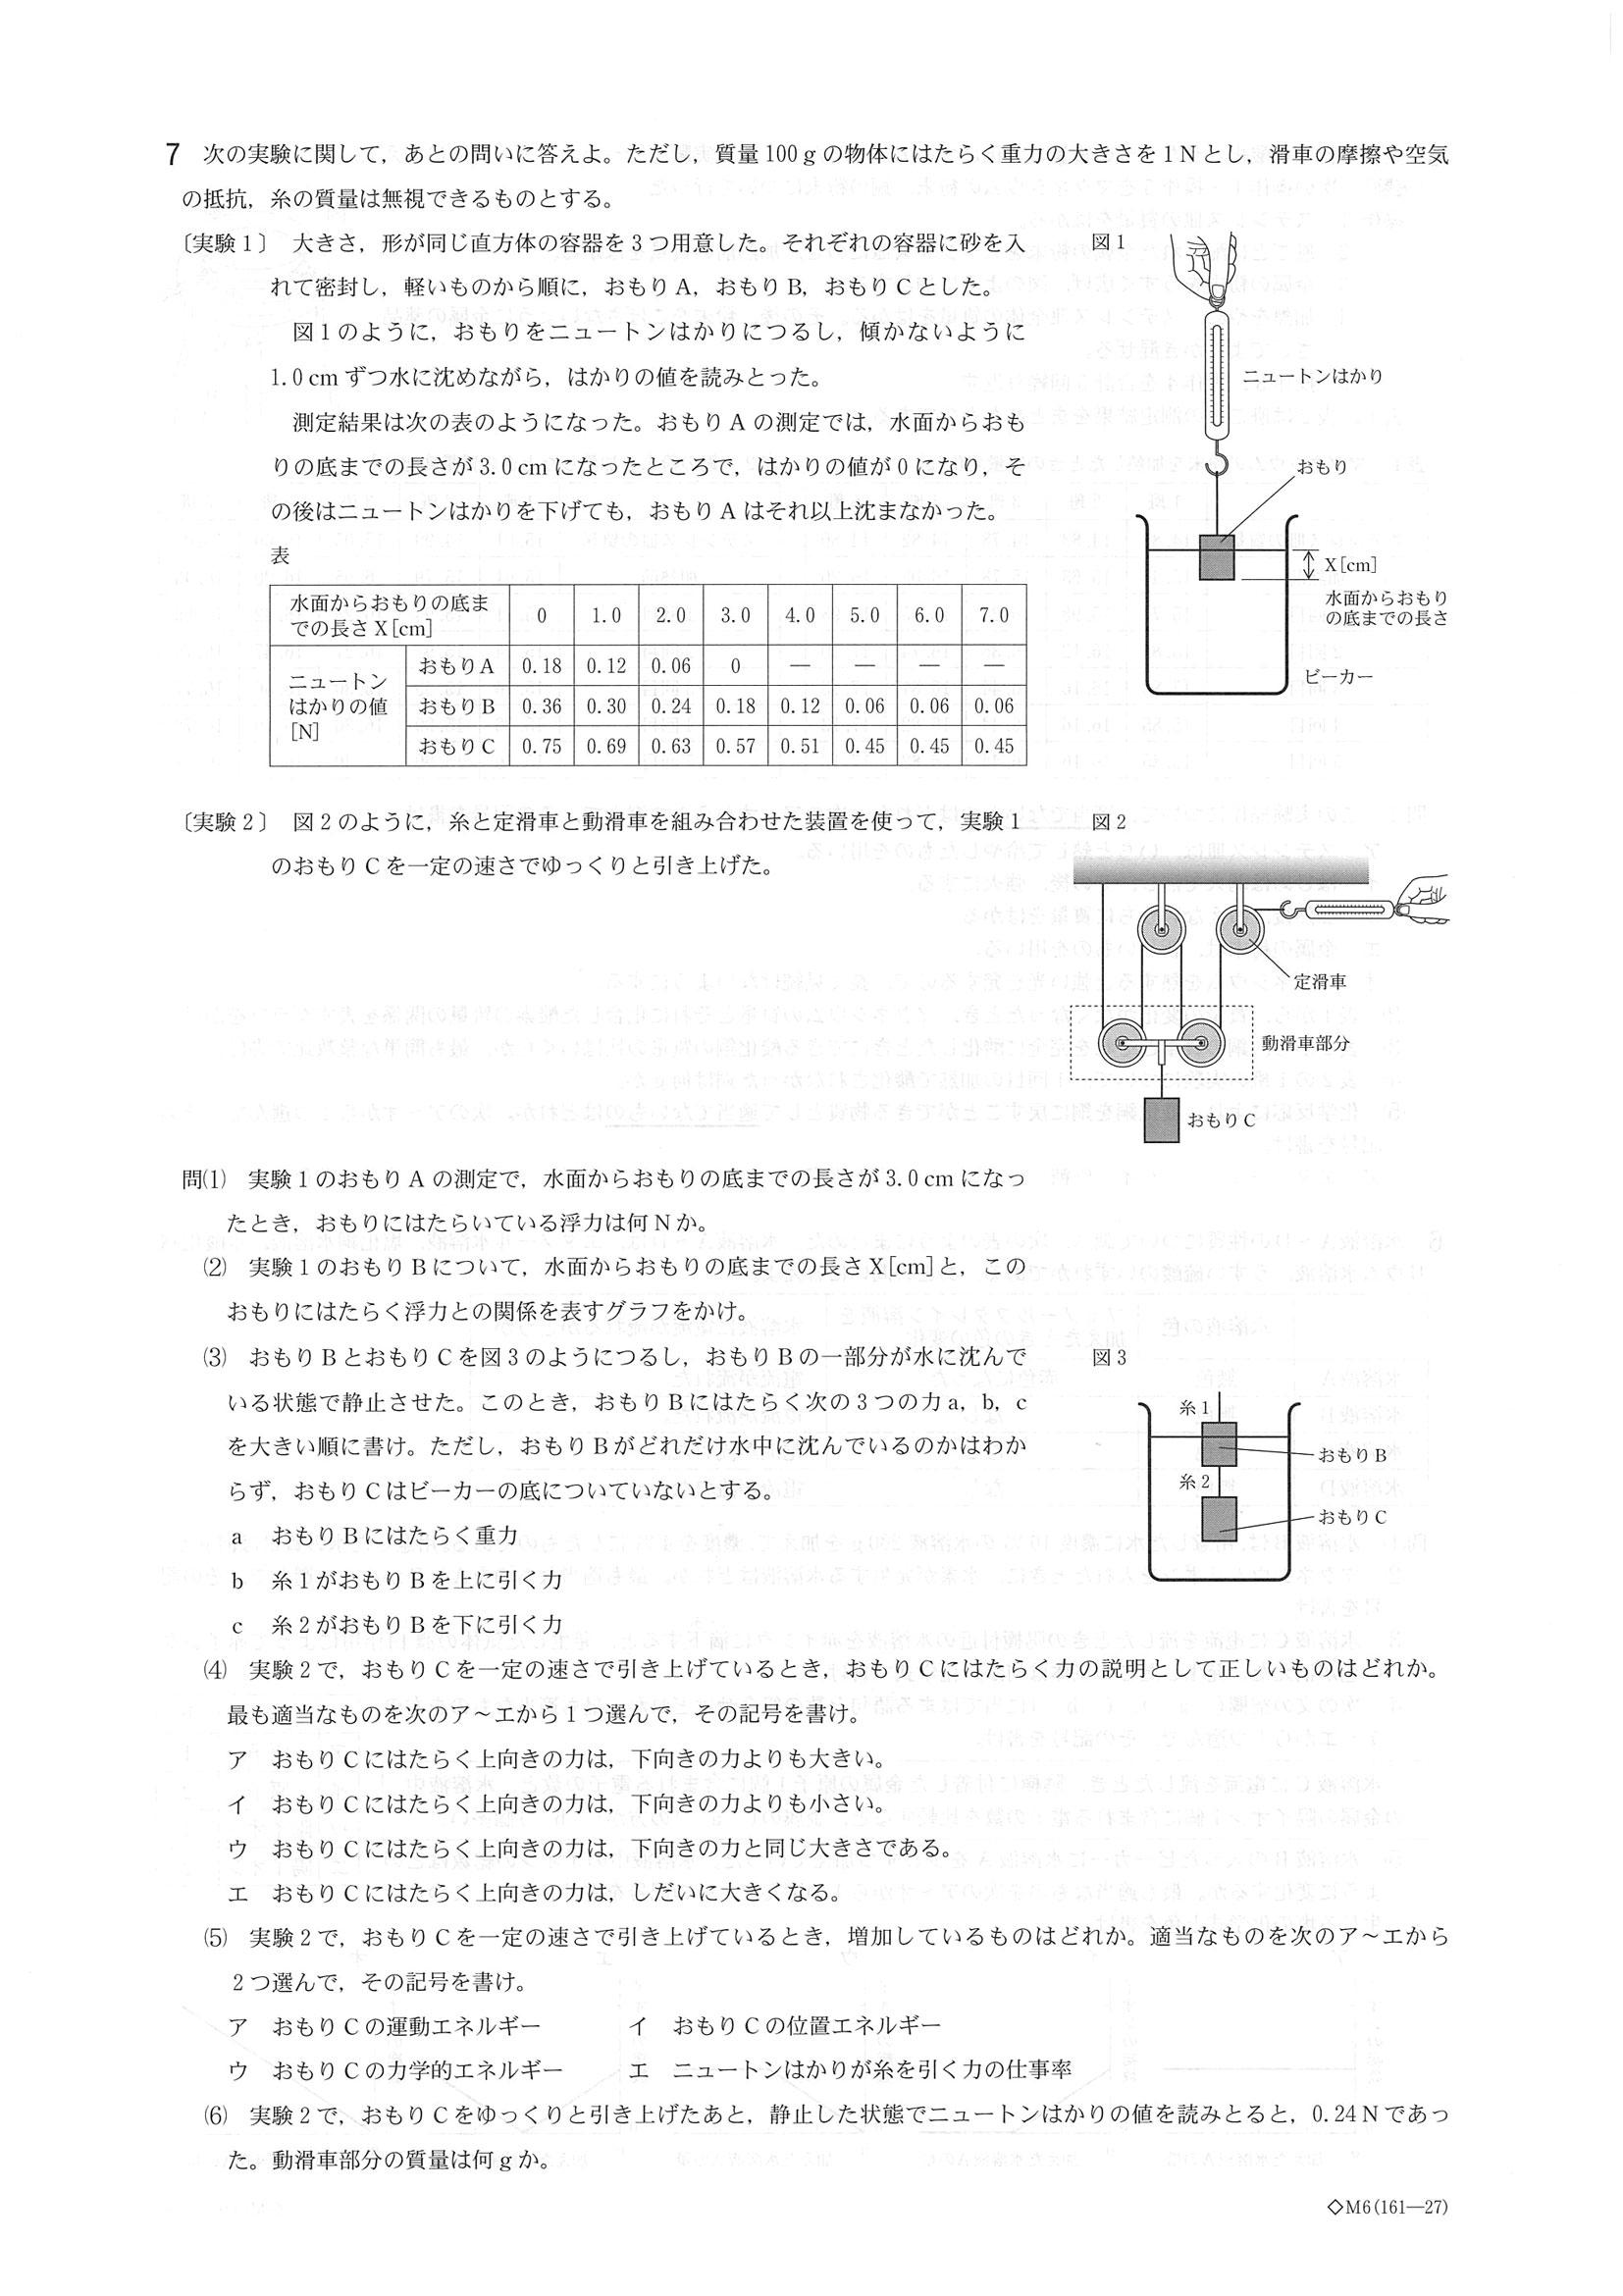 7 次の実験に関して，あとの問いに答えよ。ただし，質量100gの物体にはたらく重力の大きさを1Nとし，滑車の摩擦や空気
の抵抗，糸の質量は無視できるものとする。
〔実験1〕 大きさ，形が同じ直方体の容器を3つ用意した。それぞれの容器に砂を入
れて密封し，軽いものから順に，おもりA，おもりB，おもりCとした。
図1のように，おもりをニュートンはかりにつるし，傾かないように
1.0cmずつ水に沈めながら，はかりの値を読みとった。
測定結果は次の表のようになった。おもりAの測定では，水面からおも
りの底までの長さが3.0cmになったところで，はかりの値が0になり，そ
の後はニュートンはかりを下げても，おもりAはそれ以上沈まなかった。
図1
ニュートンはかり
おもり
X[cm]
水面からおもり
の底までの長さ
ビーカー
表
水面からおもりの底ま
での長さX[cm] 0 1.0 2.0 3.0 4.0 5.0 6.0 7.0
ニュートン
はかりの値
[N]
おもりA 0.18 0.12 0.06 0 — — — —
おもりB 0.36 0.30 0.24 0.18 0.12 0.06 0.06 0.06
おもりC 0.75 0.69 0.63 0.57 0.51 0.45 0.45 0.45
〔実験2〕 図2のように，糸と定滑車と動滑車を組み合わせた装置を使って，実験1
のおもりCを一定の速さでゆっくりと引き上げた。
図2
定滑車
動滑車部分
おもりC
問⑴ 実験1のおもりAの測定で，水面からおもりの底までの長さが3.0cmになっ
たとき，おもりにはたらいている浮力は何Nか。
⑵ 実験1のおもりBについて，水面からおもりの底までの長さX[cm]と，この
おもりにはたらく浮力との関係を表すグラフをかけ。
⑶ おもりBとおもりCを図3のようにつるし，おもりBの一部分が水に沈んで
いる状態で静止させた。このとき，おもりBにはたらく次の3つの力a，b，c
を大きい順に書け。ただし，おもりBがどれだけ水中に沈んでいるのかはわか
らず，おもりCはビーカーの底についていないとする。
a おもりBにはたらく重力
b 糸1がおもりBを上に引く力
c 糸2がおもりBを下に引く力
図3
糸1
おもりB
糸2
おもりC
⑷ 実験2で，おもりCを一定の速さで引き上げているとき，おもりCにはたらく力の説明として正しいものはどれか。
最も適当なものを次のア～エから1つ選んで，その記号を書け。
ア おもりCにはたらく上向きの力は，下向きの力よりも大きい。
イ おもりCにはたらく上向きの力は，下向きの力よりも小さい。
ウ おもりCにはたらく上向きの力は，下向きの力と同じ大きさである。
エ おもりCにはたらく上向きの力は，しだいに大きくなる。
⑸ 実験2で，おもりCを一定の速さで引き上げているとき，増加しているものはどれか。適当なものを次のア～エから
2つ選んで，その記号を書け。
ア おもりCの運動エネルギー イ おもりCの位置エネルギー
ウ おもりCの力学的エネルギー エ ニュートンはかりが糸を引く力の仕事率
⑹ 実験2で，おもりCをゆっくりと引き上げたあと，静止した状態でニュートンはかりの値を読みとると，0.24Nであっ
た。動滑車部分の質量は何gか。
◇M6(161—27)